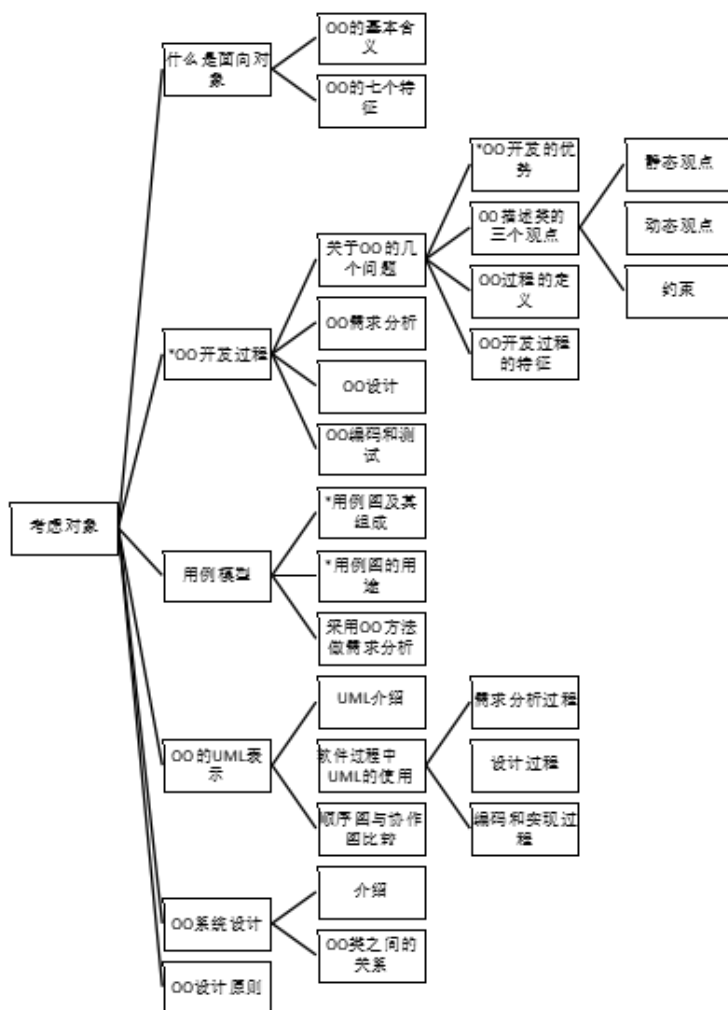 OO的基本含
义
什么是面向对
象
OO的七个特
征
*OO开发的优
势
静态观点
OO描述类的
三个观点
动态观点
关于OO的几
个问题
OO过程的定
义
约束
OO需求分析
*OO开发过程
OO开发过程
的特征
OO设计
OO编码和测
试
*用例图及其
组成
考虑对象
用例模型
*用例图的用
途
采用OO方法
做需求分析
UML介绍
需求分析过程
OO的UML表
示
软件过程中
UML的使用
设计过程
顺序图与协作
图比较
编码和实现过
程
介绍
OO系统设计
OO类之间的
关系
OO设计原则